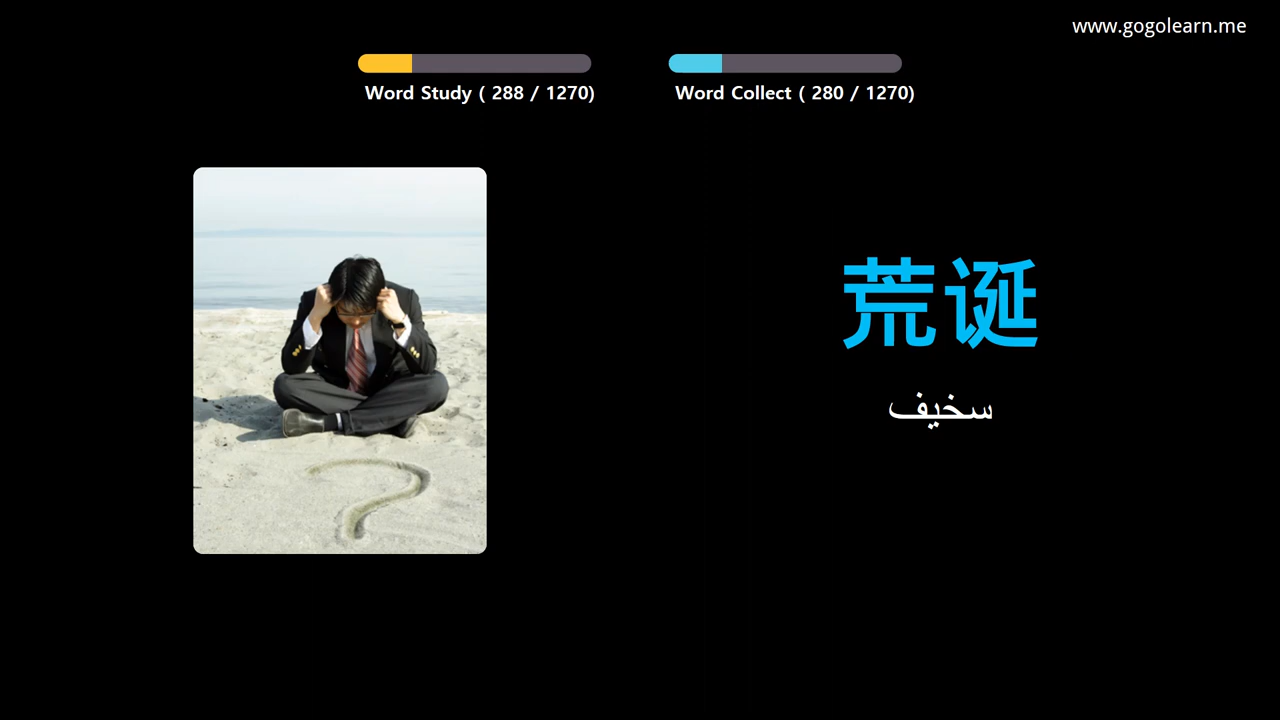 www.gogolearn.me
Word Study ( 288 / 1270)
Word Collect ( 280 / 1270)
荒诞
سخيف
?